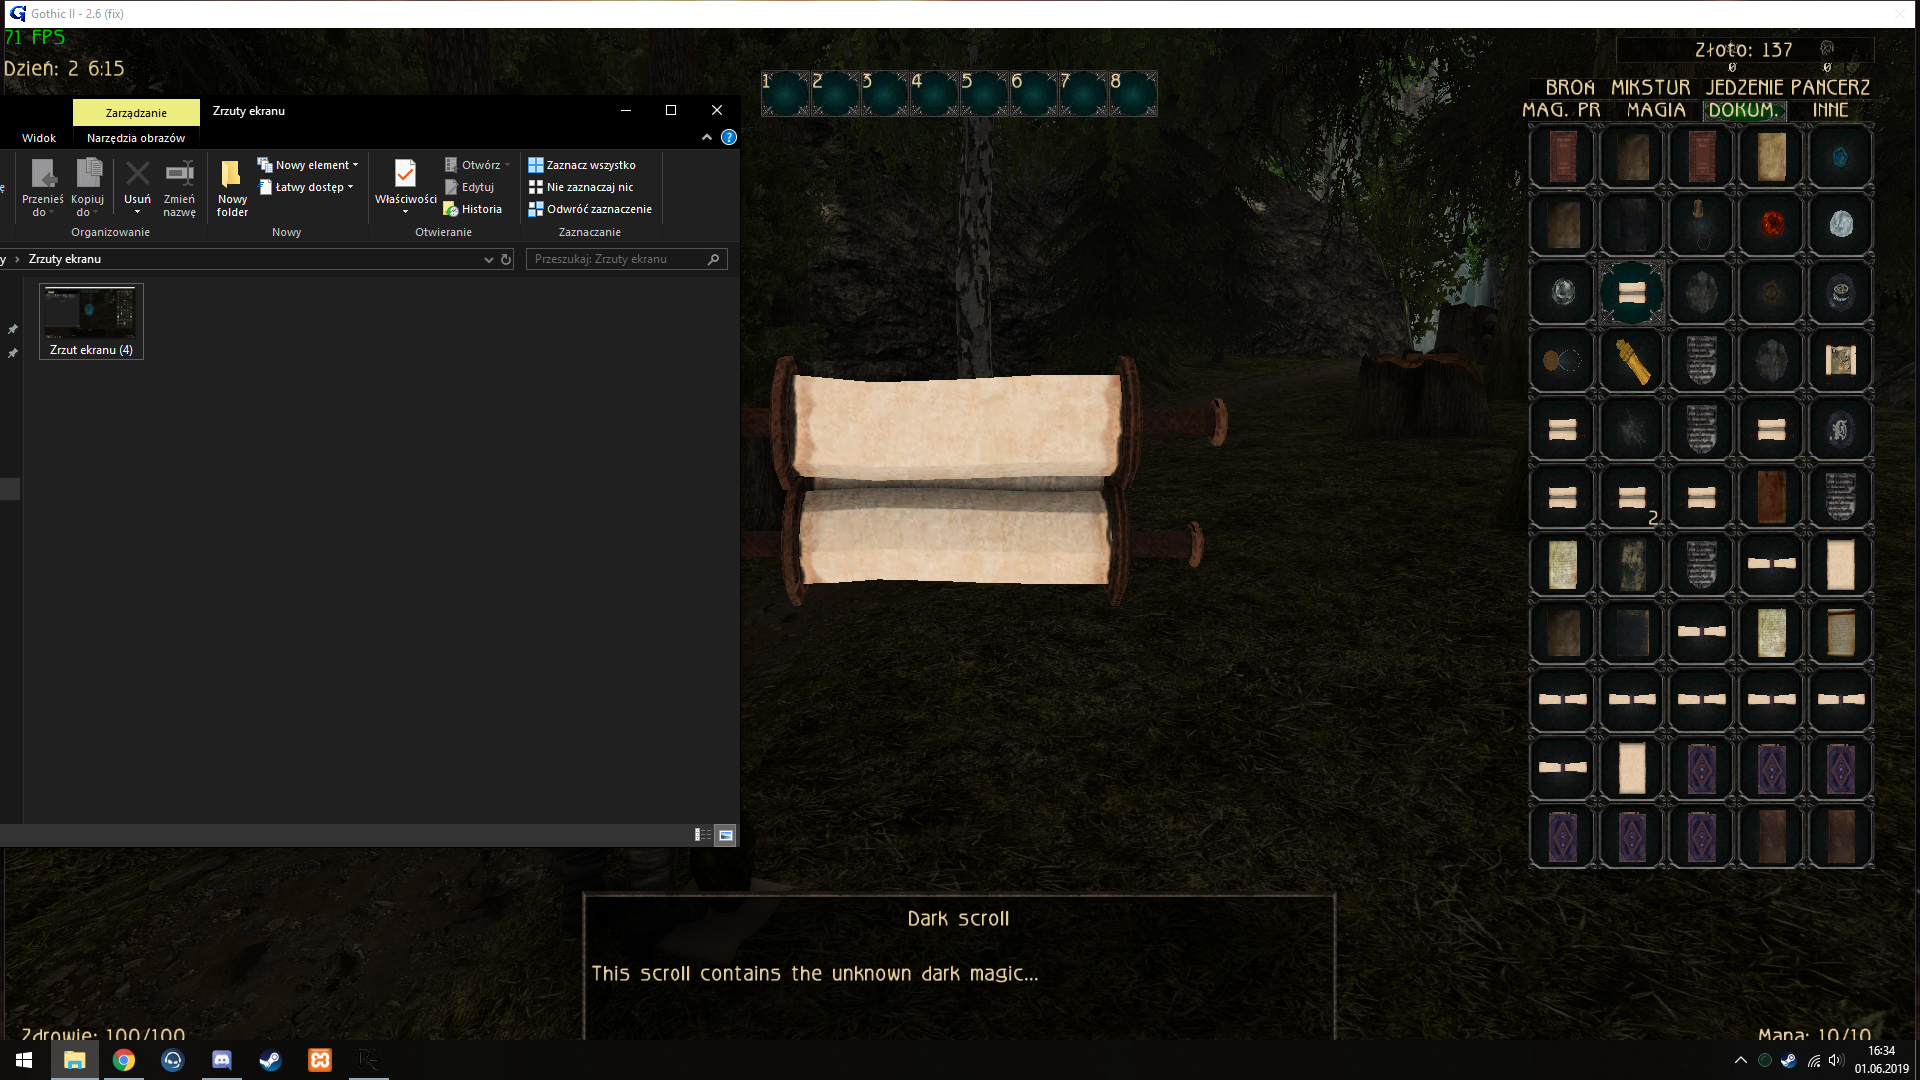 Gothic II - 2.6 (fix)
71 FPS
Dzień: 2 6:15
Złoto: 137
0 0
1 2 3 4 5 6 7 8
BROŃ MIKSTUR JEDZENIE PANCERZ
MAG. PR MAGIA DOKUM. INNE
Zarządzanie
Zrzuty ekranu
Widok
Narzędzia obrazów
Przenieś do
Kopiuj do
Usuń
Zmień nazwę
Organizowanie
Nowy folder
Nowy element
Łatwy dostęp
Nowy
Właściwości
Otwórz
Edytuj
Historia
Otwieranie
Zaznacz wszystko
Nie zaznaczaj nic
Odwróć zaznaczenie
Zaznaczanie
y › Zrzuty ekranu
Przeszukaj: Zrzuty ekranu
Zrzut ekranu (4)
2
Dark scroll
This scroll contains the unknown dark magic...
Zdrowie: 100/100
Mana: 10/10
16:34
01.06.2019